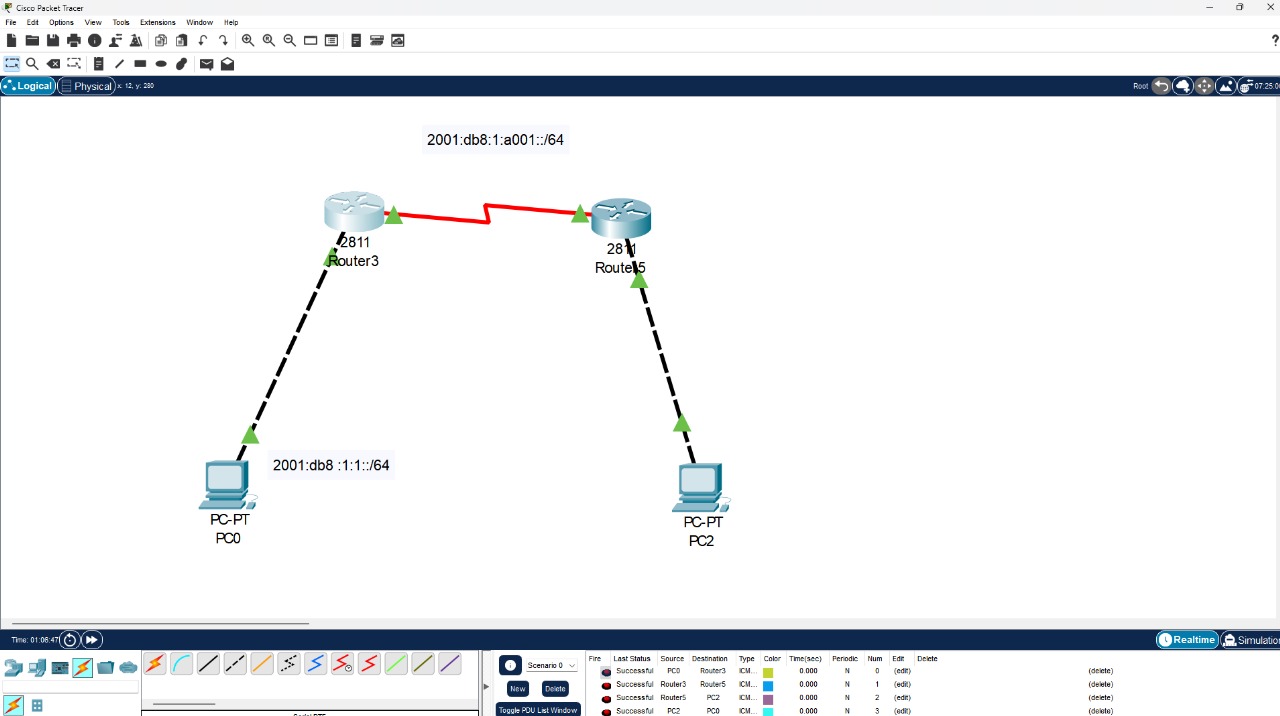 Cisco Packet Tracer
File Edit Options View Tools Extensions Window Help
?
Logical Physical x: 12, y: 280 Root 07:25:0
2001:db8:1:a001::/64
2811
Router3
2811
Router5
2001:db8 :1:1::/64
PC-PT
PC0
PC-PT
PC2
Time: 01:06:47 Realtime Simulation
Scenario 0
New Delete
Toggle PDU List Window
Fire Last Status Source Destination Type Color Time(sec) Periodic Num Edit Delete
Successful PC0 Router3 ICM... 0.000 N 0 (edit) (delete)
Successful Router3 Router5 ICM... 0.000 N 1 (edit) (delete)
Successful Router5 PC2 ICM... 0.000 N 2 (edit) (delete)
Successful PC2 PC0 ICM... 0.000 N 3 (edit) (delete)